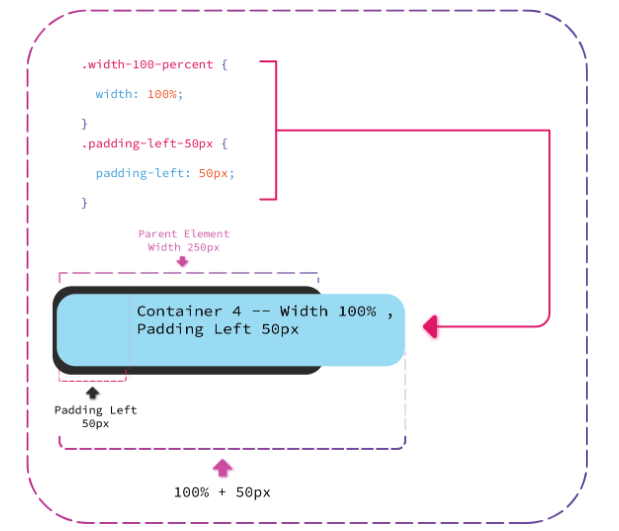 .width-100-percent {
width: 100%;
}
.padding-left-50px {
padding-left: 50px;
}
Parent Element
Width 250px
Container 4 -- Width 100% ,
Padding Left 50px
Padding Left
50px
100% + 50px